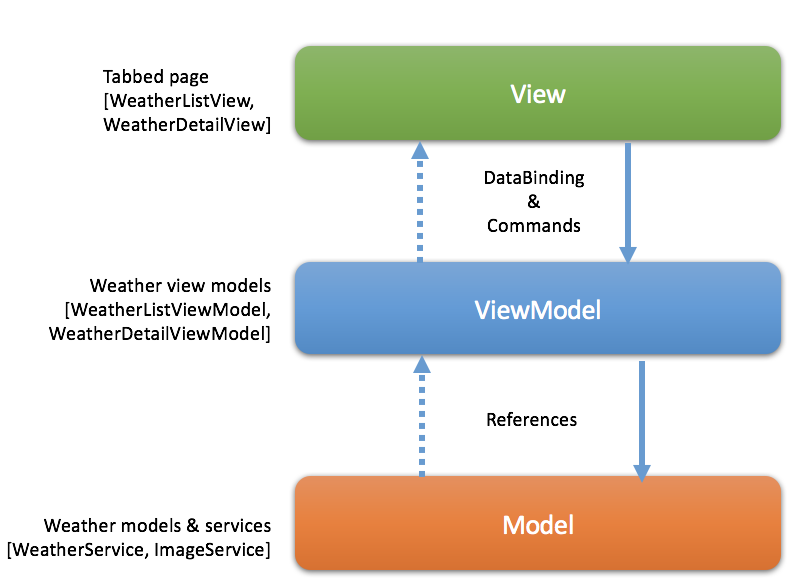 Tabbed page
[WeatherListView,
WeatherDetailView]
View
DataBinding
&
Commands
Weather view models
[WeatherListViewModel,
WeatherDetailViewModel]
ViewModel
References
Weather models & services
[WeatherService, ImageService]
Model